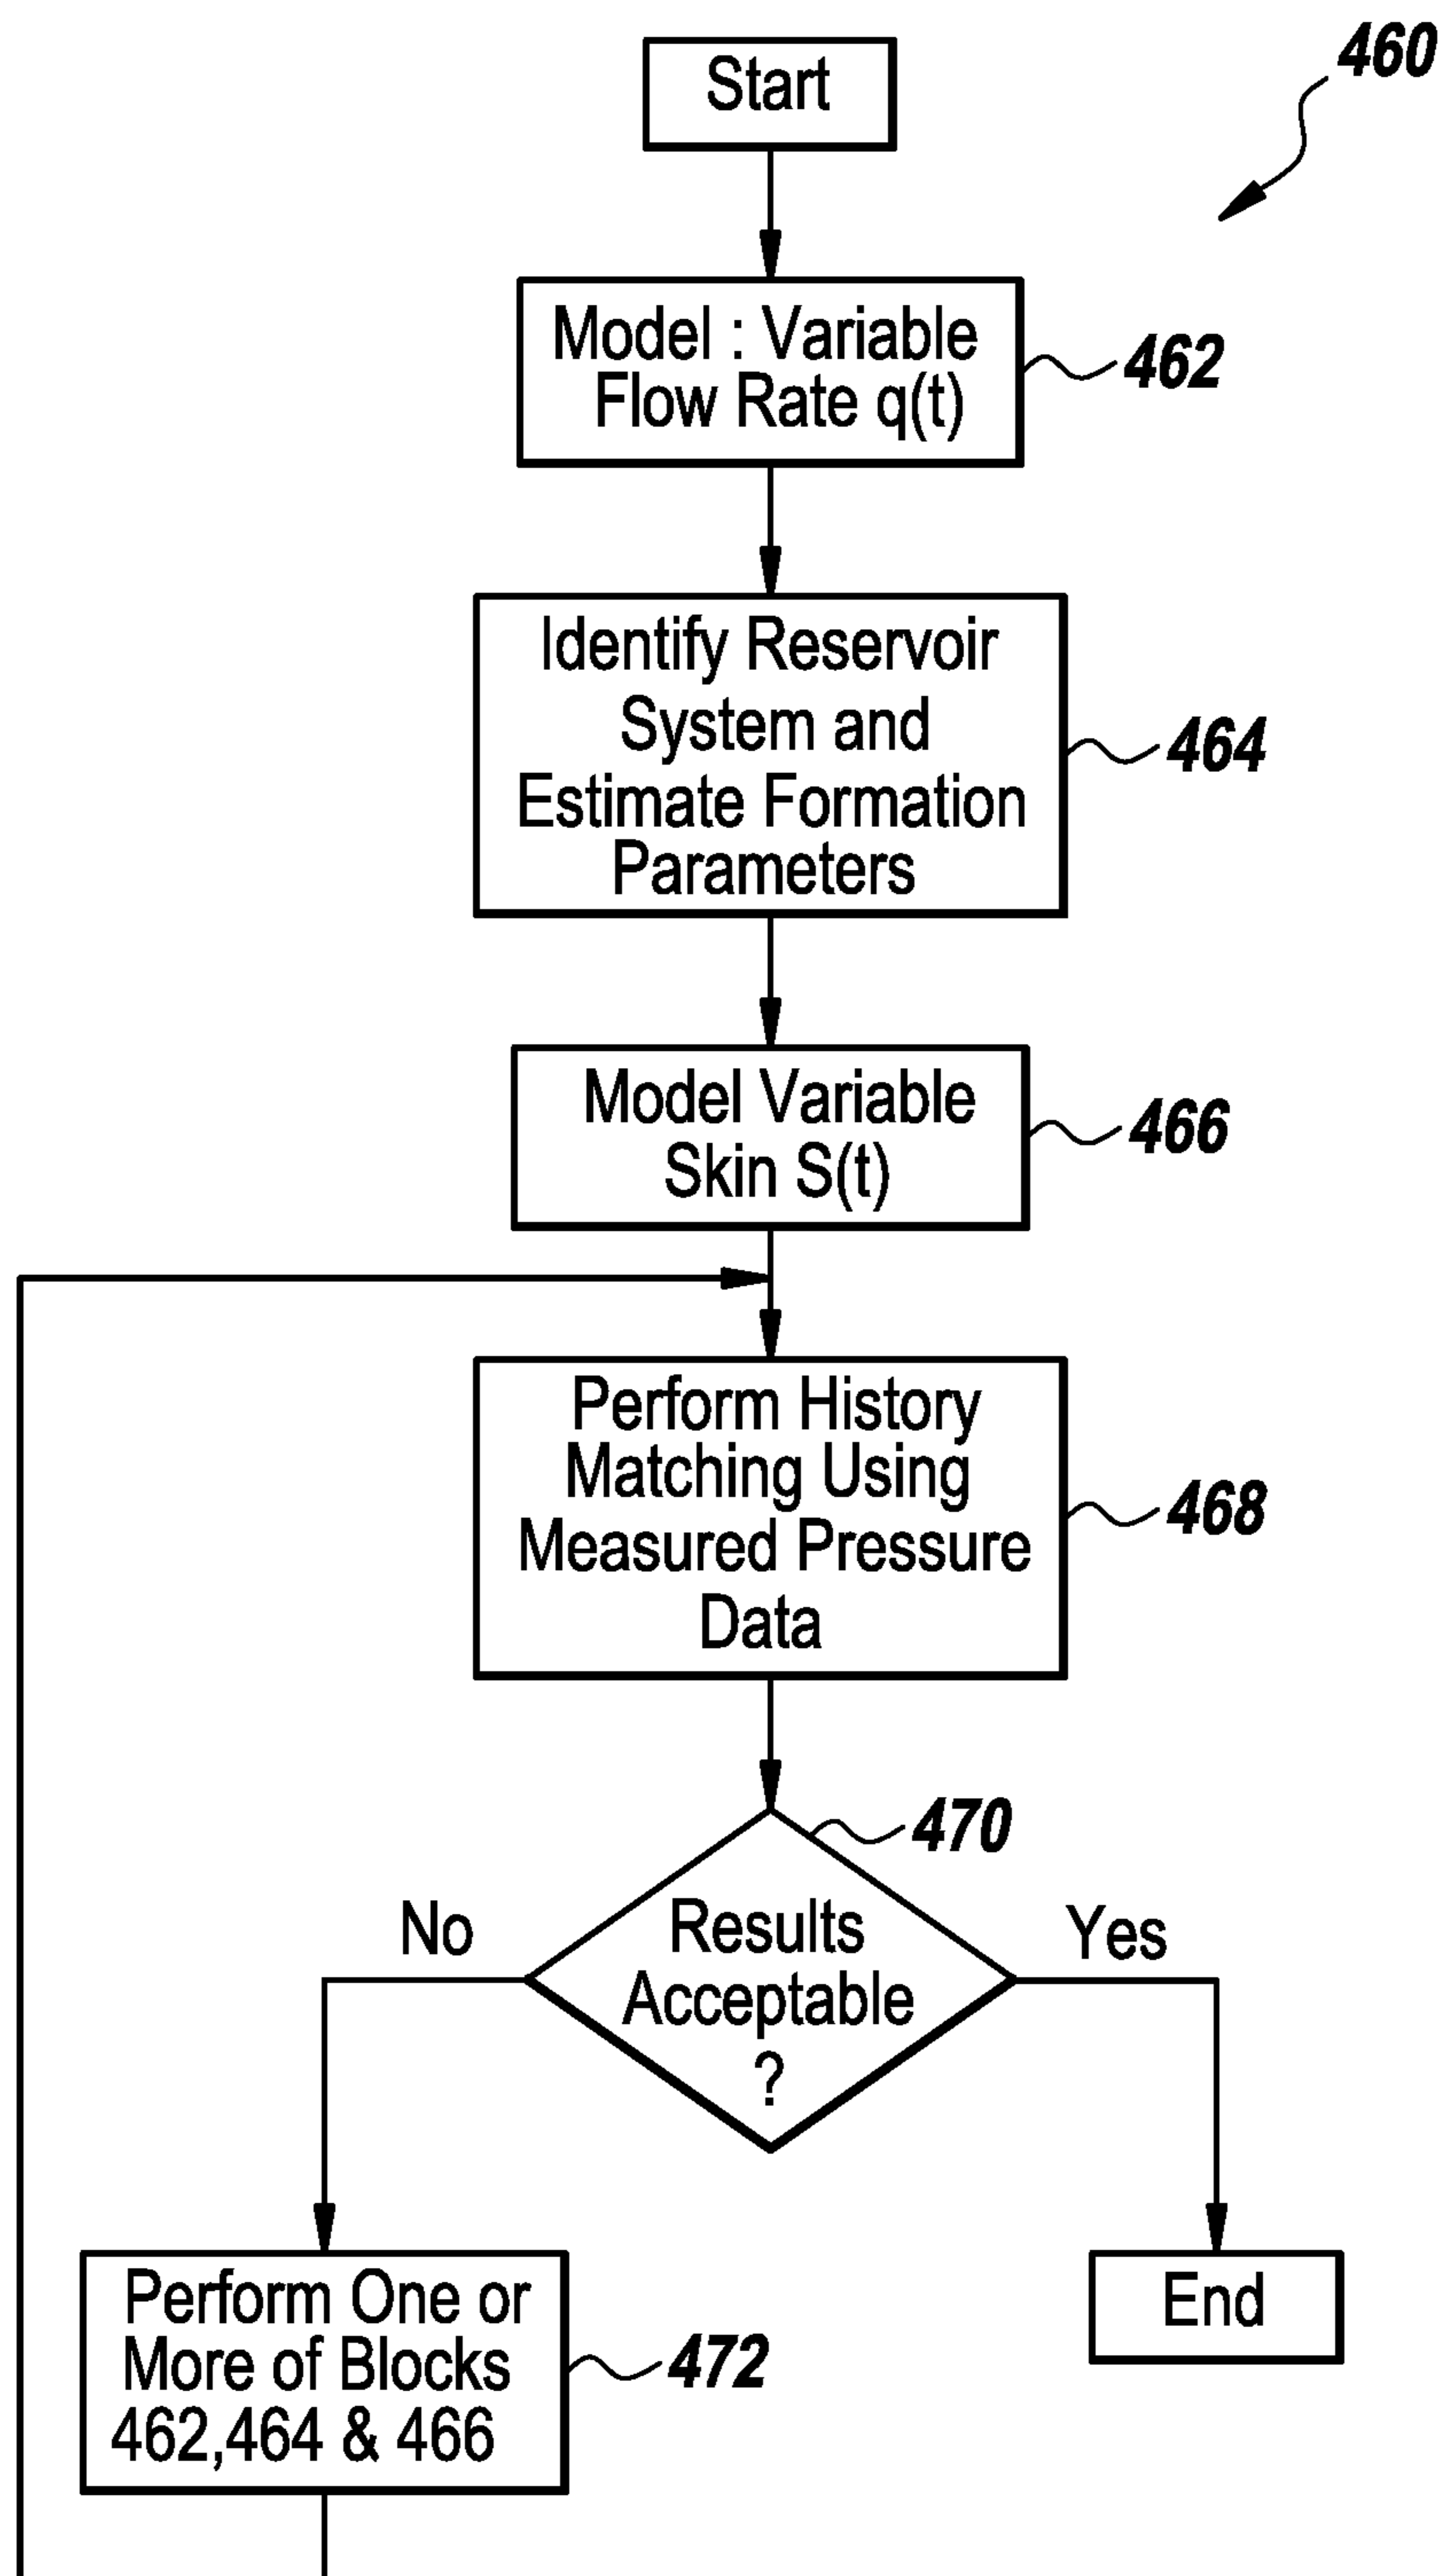 460
Start
Model : Variable
Flow Rate q(t)
462
Identify Reservoir
System and
Estimate Formation
Parameters
464
Model Variable
Skin S(t)
466
Perform History
Matching Using
Measured Pressure
Data
468
470
Results
Acceptable
?
No
Yes
Perform One or
More of Blocks
462,464 & 466
472
End